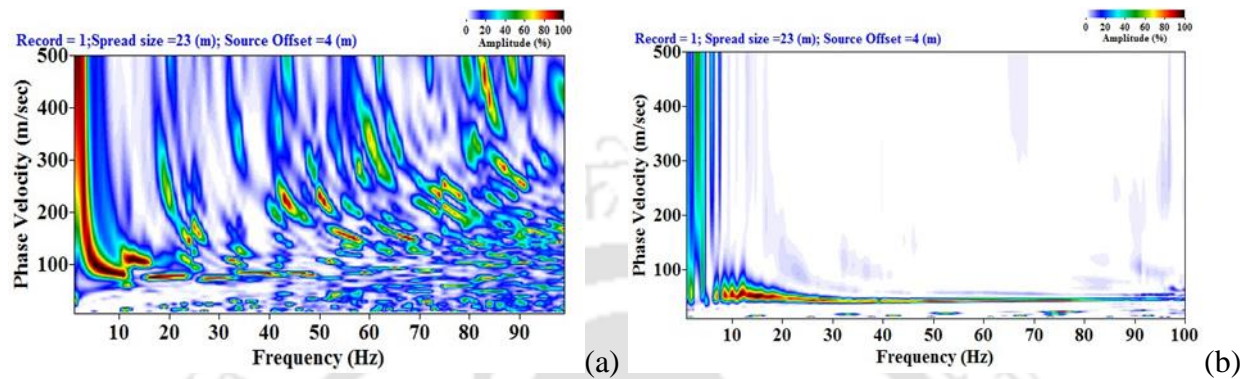 0 20 40 60 80 100
Amplitude (%)
Record = 1;Spread size =23 (m); Source Offset =4 (m)
500
400
300
200
100
Phase Velocity (m/sec)
10 20 30 40 50 60 70 80 90
Frequency (Hz)
(a)
0 20 40 60 80 100
Amplitude (%)
Record = 1; Spread size =23 (m); Source Offset =4 (m)
500
400
300
200
100
Phase Velocity (m/sec)
10 20 30 40 50 60 70 80 90 100
Frequency (Hz)
(b)